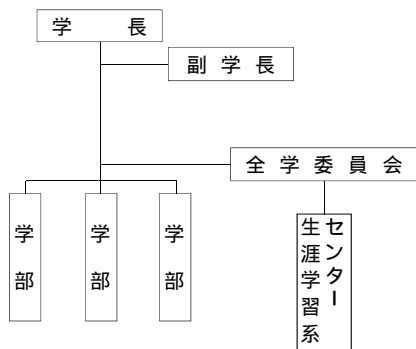 学長
副学長
全学委員会
学部
学部
学部
生涯学習系
センター